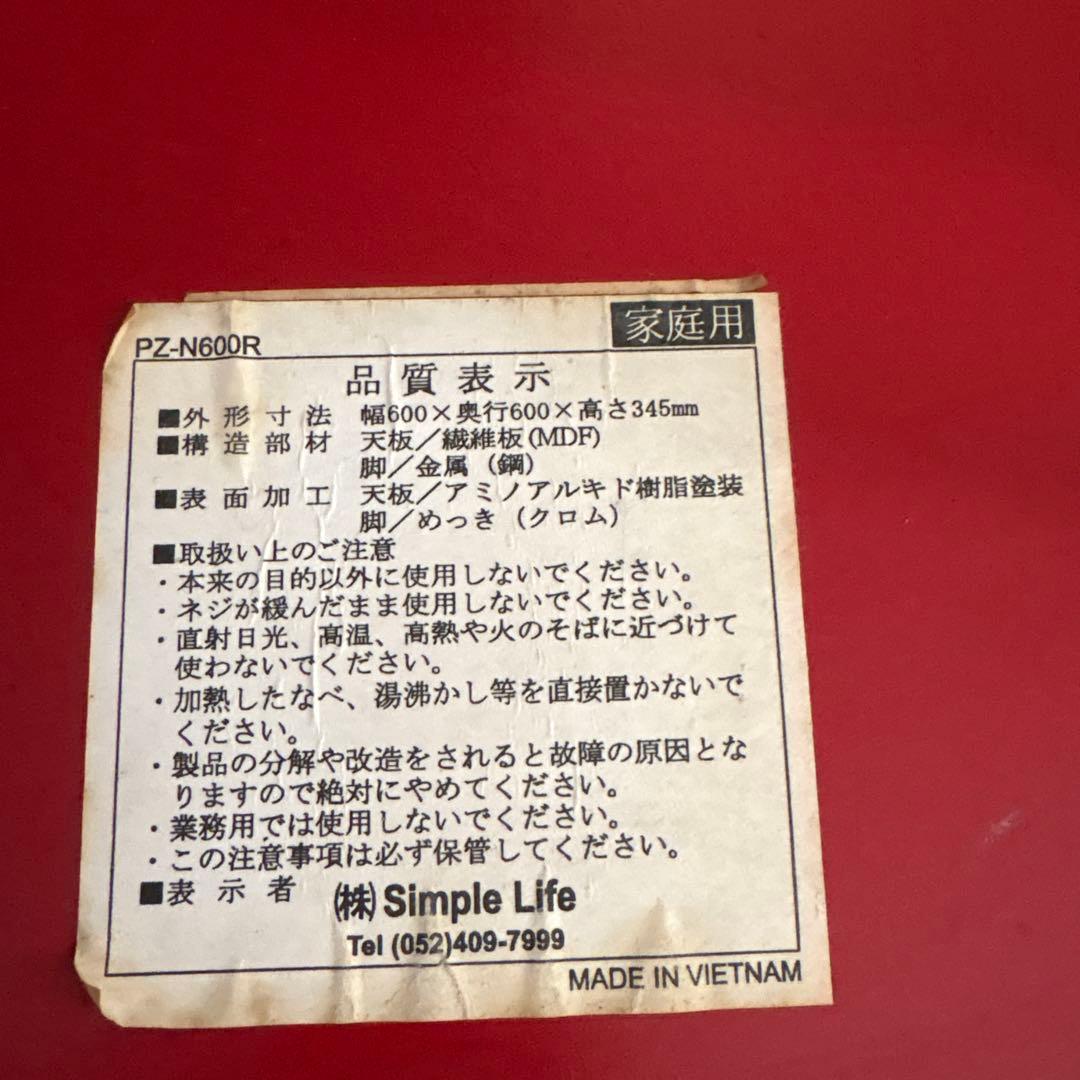 家庭用
PZ-N600R
品質表示
■外形寸法 幅600×奥行600×高さ345mm
■構造部材 天板／繊維板(MDF)
脚／金属（鋼）
■表面加工 天板／アミノアルキド樹脂塗装
脚／めっき（クロム）
■取扱い上のご注意
・本来の目的以外に使用しないでください。
・ネジが緩んだまま使用しないでください。
・直射日光、高温、高熱や火のそばに近づけて
使わないでください。
・加熱したなべ、湯沸かし等を直接置かないで
ください。
・製品の分解や改造をされると故障の原因とな
りますので絶対にやめてください。
・業務用では使用しないでください。
・この注意事項は必ず保管してください。
■表示者 ㈱ Simple Life
Tel (052)409-7999
MADE IN VIETNAM